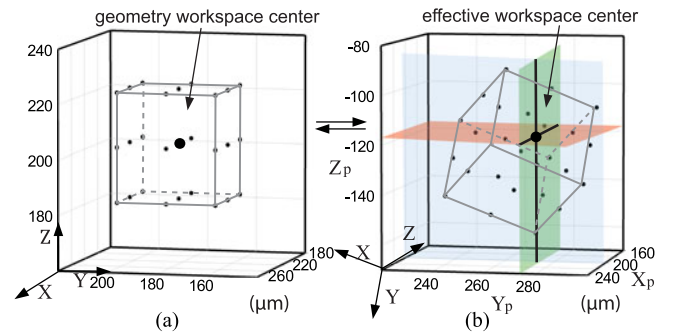 geometry workspace center
effective workspace center
240
220
200
180
Z
X
Y
200
180
160
260
220
180
(μm)
(a)
-80
-100
-120
-140
Zp
X
Z
Y
240
260
280
Yp
240
200
160
Xp
(μm)
(b)